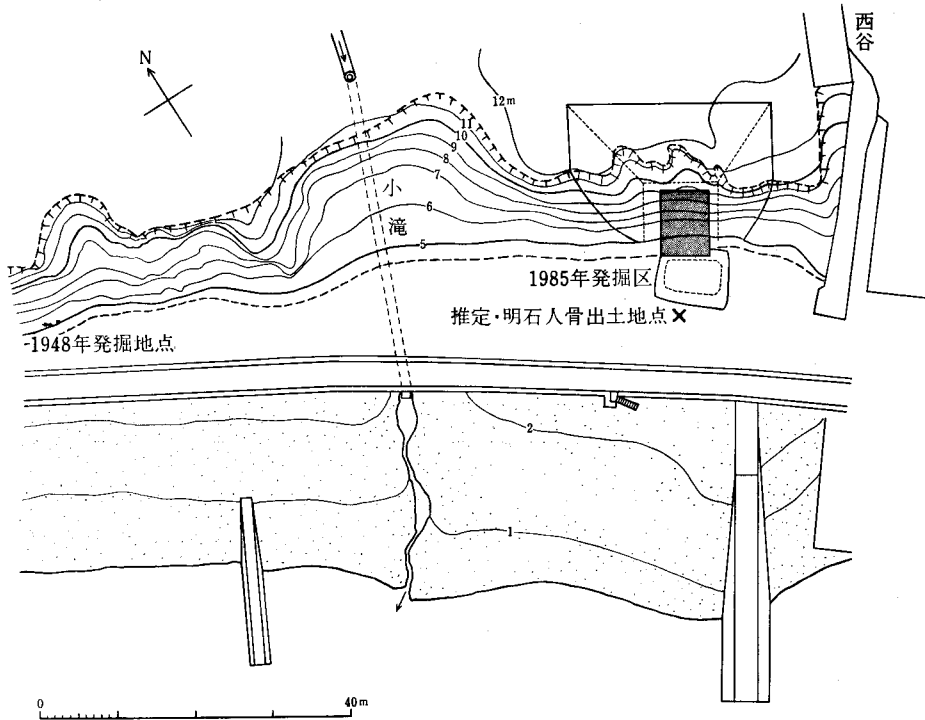 西谷
N
12m
11
10
9
8
7
6
5
小滝
1985年発掘区
推定・明石人骨出土地点×
-1948年発掘地点
2
1
0 40m